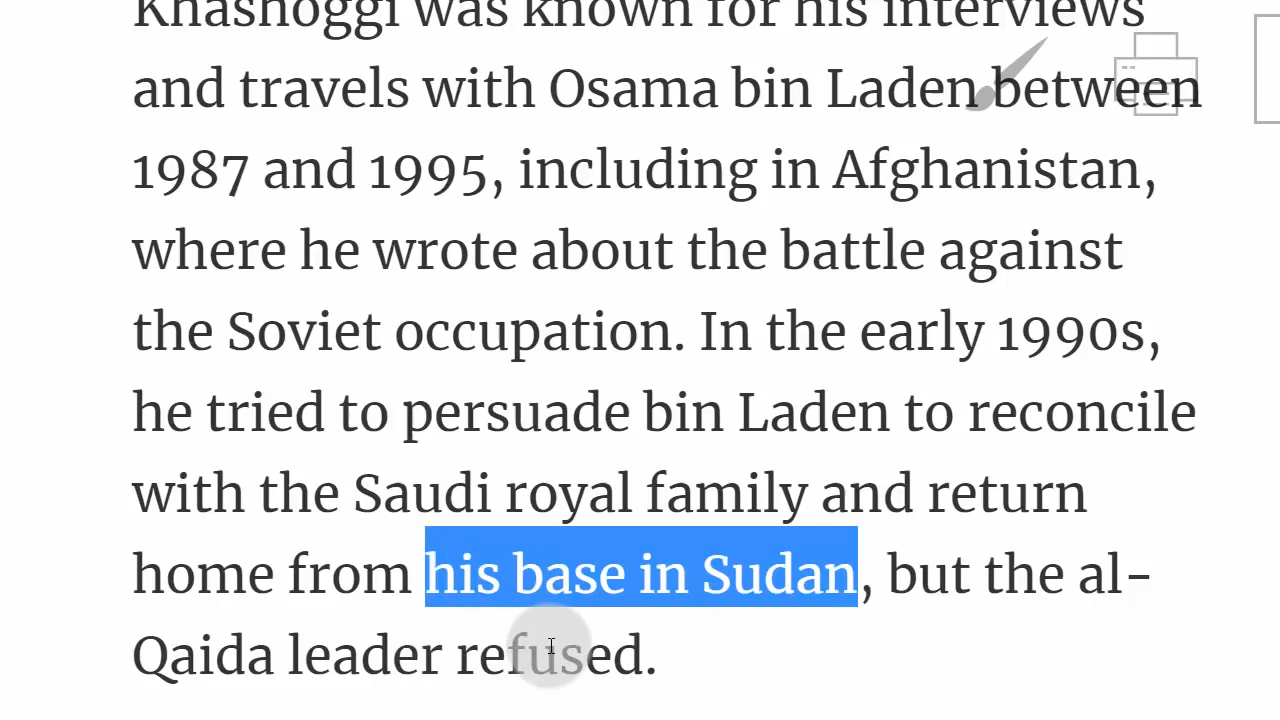 Khashoggi was known for his interviews
and travels with Osama bin Laden between
1987 and 1995, including in Afghanistan,
where he wrote about the battle against
the Soviet occupation. In the early 1990s,
he tried to persuade bin Laden to reconcile
with the Saudi royal family and return
home from his base in Sudan, but the al-
Qaida leader refused.